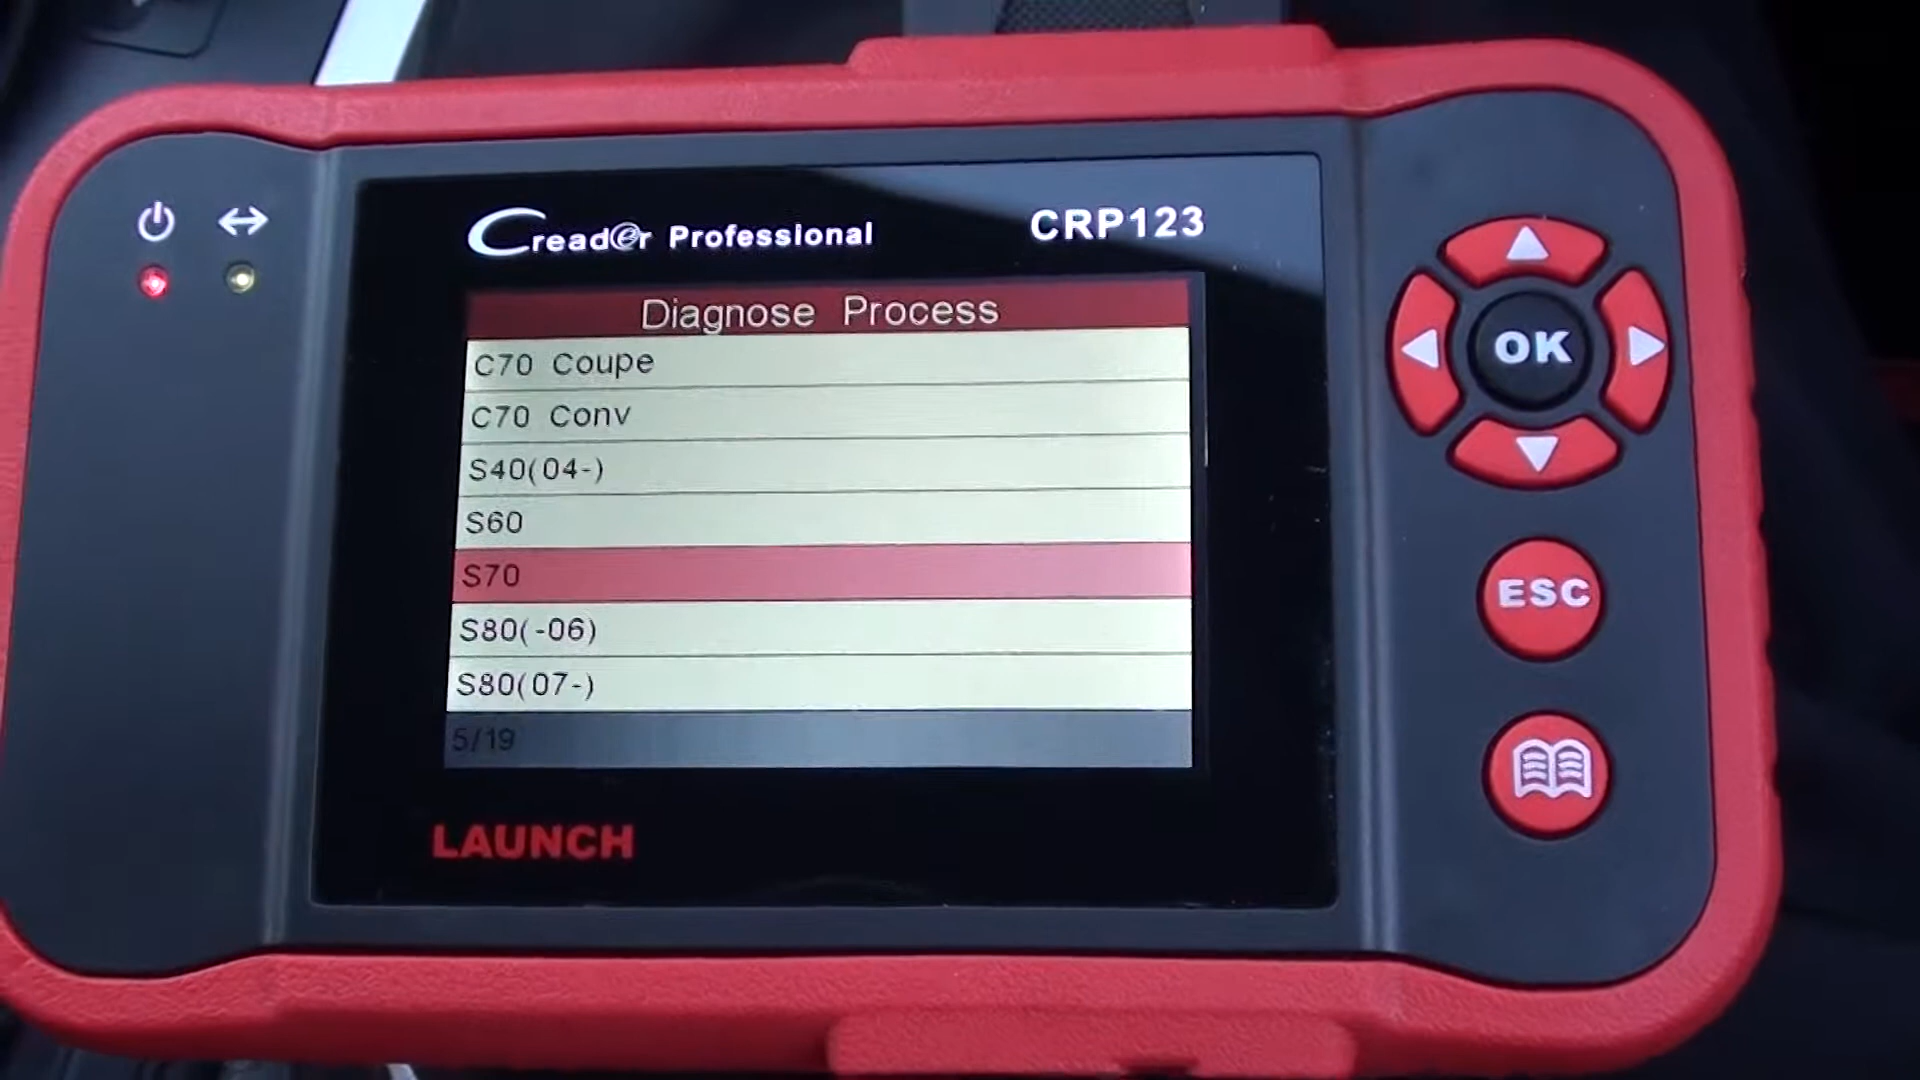 Creader Professional
CRP123
Diagnose Process
C70 Coupe
C70 Conv
S40(04-)
S60
S70
S80(-06)
S80(07-)
5/19
LAUNCH
OK
ESC